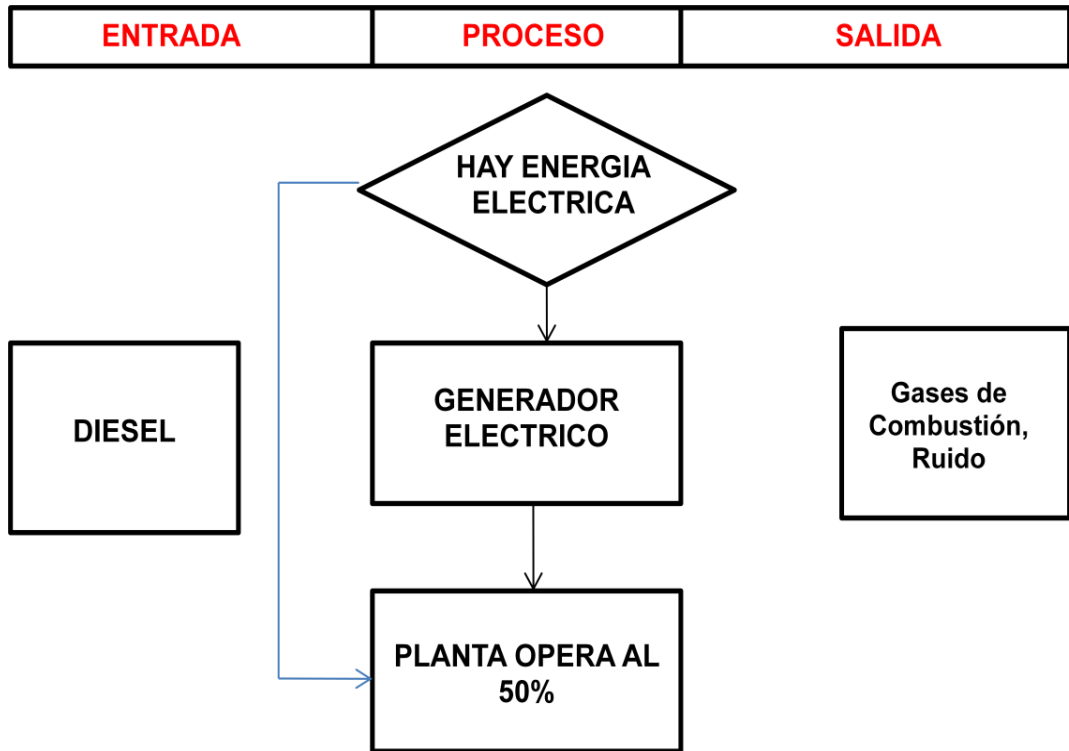 ENTRADA
PROCESO
SALIDA
HAY ENERGIA
ELECTRICA
DIESEL
GENERADOR
ELECTRICO
Gases de
Combustión,
Ruido
PLANTA OPERA AL
50%